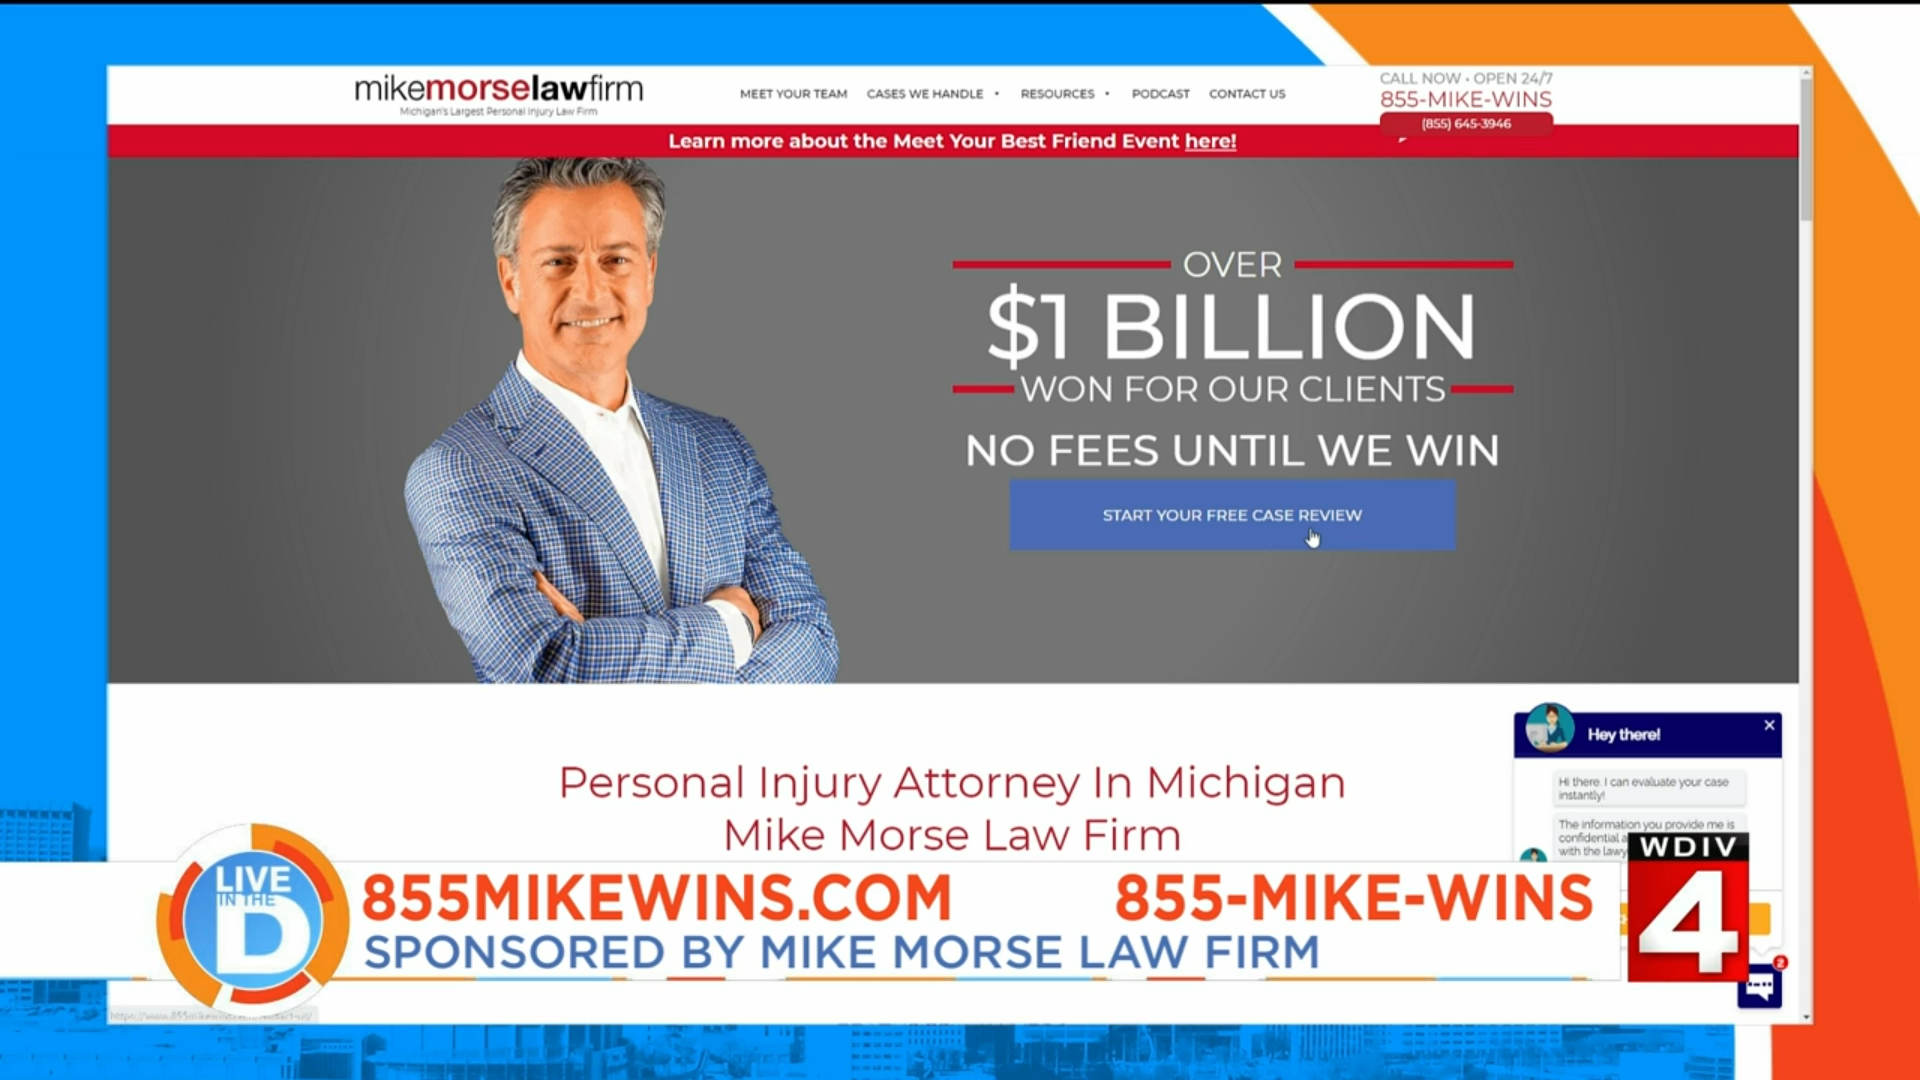 mikemorselawfirm
Michigan's Largest Personal Injury Law Firm
MEET YOUR TEAM CASES WE HANDLE RESOURCES PODCAST CONTACT US
CALL NOW • OPEN 24/7
855-MIKE-WINS
(855) 645-3946
Learn more about the Meet Your Best Friend Event here!
OVER
$1 BILLION
WON FOR OUR CLIENTS
NO FEES UNTIL WE WIN
START YOUR FREE CASE REVIEW
Personal Injury Attorney In Michigan
Mike Morse Law Firm
Hey there!
Hi there. I can evaluate your case
instantly!
The information you provide me is
confidential
with the
WDIV
4
2
LIVE
IN THE
D
855MIKEWINS.COM 855-MIKE-WINS
SPONSORED BY MIKE MORSE LAW FIRM